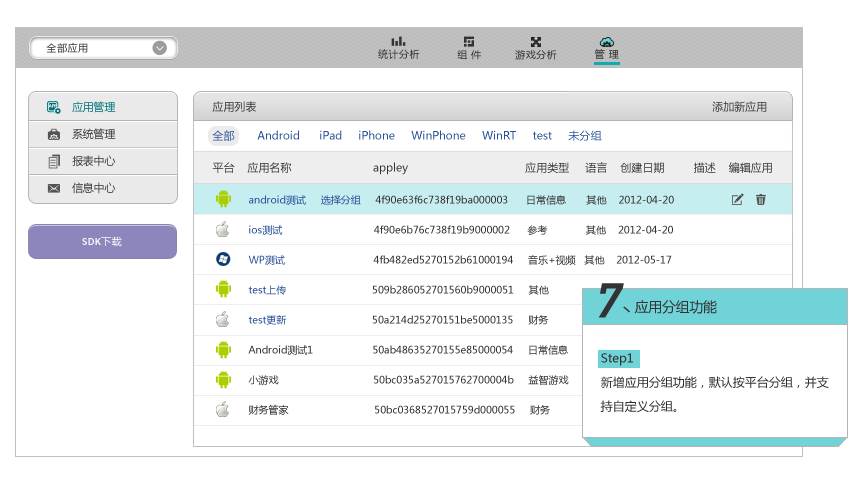 全部应用
统计分析 组件 游戏分析 管理
应用管理
系统管理
报表中心
信息中心
SDK下载
应用列表 添加新应用
全部 Android iPad iPhone WinPhone WinRT test 未分组
平台 应用名称 appley 应用类型 语言 创建日期 描述 编辑应用
android测试 选择分组 4f90e63f6c738f19ba000003 日常信息 其他 2012-04-20
ios测试 4f90e6b76c738f19b9000002 参考 其他 2012-04-20
WP测试 4fb482ed5270152b61000194 音乐+视频 其他 2012-05-17
test上传 509b286052701560b9000051 其他
test更新 50a214d25270151be5000135 财务
Android测试1 50ab48635270155e85000054 日常信息
小游戏 50bc035a527015762700004b 益智游戏
财务管家 50bc0368527015759d000055 财务
7、应用分组功能
Step1
新增应用分组功能，默认按平台分组，并支
持自定义分组。